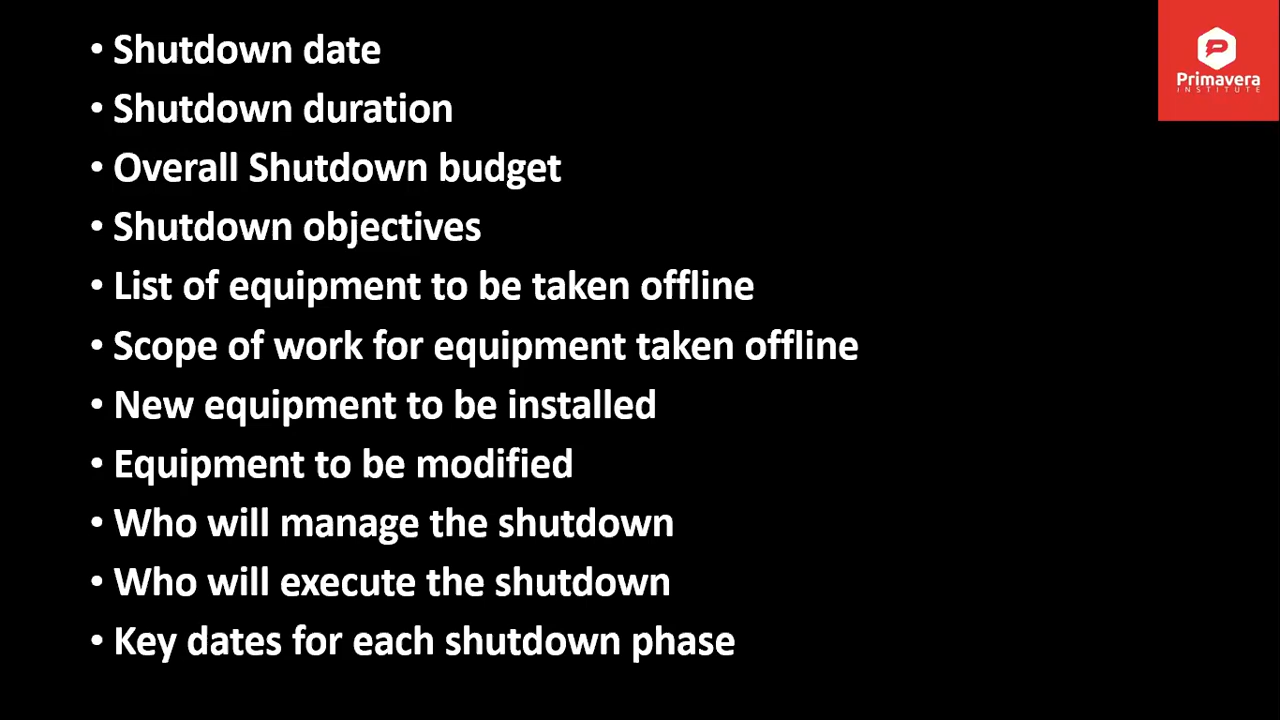 • Shutdown date
• Shutdown duration
• Overall Shutdown budget
• Shutdown objectives
• List of equipment to be taken offline
• Scope of work for equipment taken offline
• New equipment to be installed
• Equipment to be modified
• Who will manage the shutdown
• Who will execute the shutdown
• Key dates for each shutdown phase
Primavera
INSTITUTE